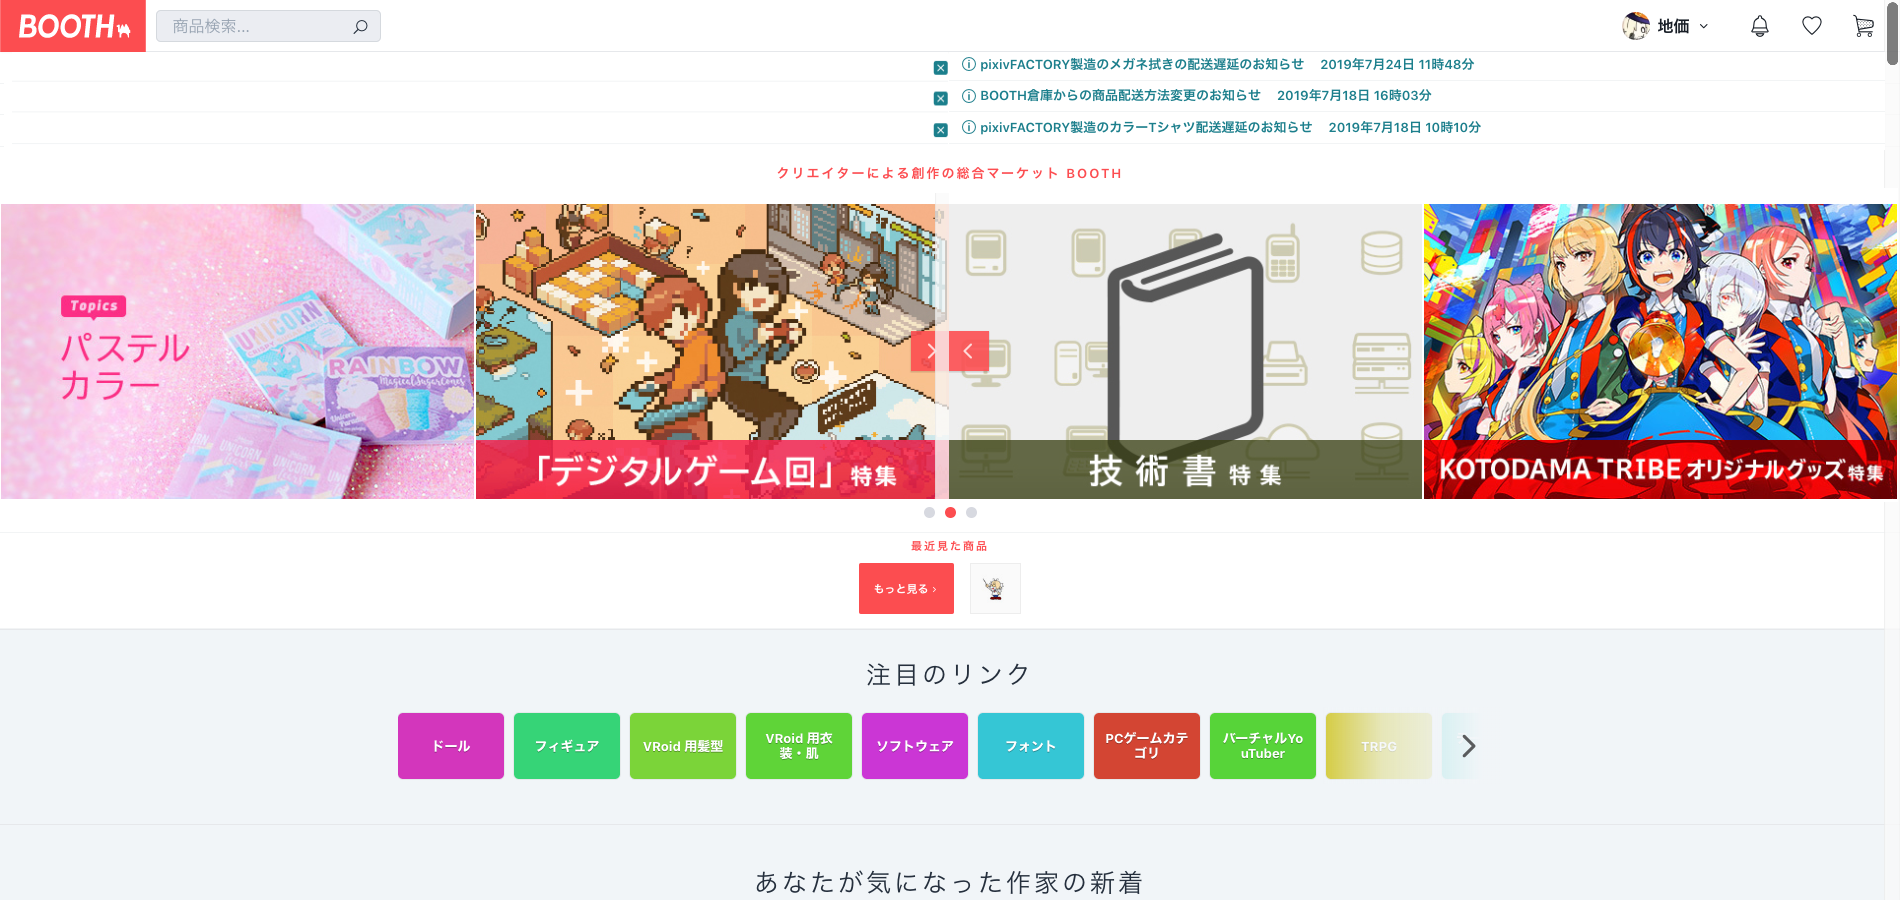 BOOTH
商品検索...
地価
pixivFACTORY製造のメガネ拭きの配送遅延のお知らせ 2019年7月24日 11時48分
BOOTH倉庫からの商品配送方法変更のお知らせ 2019年7月18日 16時03分
pixivFACTORY製造のカラーTシャツ配送遅延のお知らせ 2019年7月18日 10時10分
クリエイターによる創作の総合マーケット BOOTH
Topics
パステル
カラー
UNICORN
RAINBOW
Magical Sugar Cones
UNICORN
UNICORN
「デジタルゲーム回」特集
技術書特集
KOTODAMA TRIBE オリジナルグッズ特集
最近見た商品
もっと見る ›
注目のリンク
ドール
フィギュア
VRoid 用髪型
VRoid 用衣
装・肌
ソフトウェア
フォント
PCゲームカテ
ゴリ
バーチャルYo
uTuber
TRPG
あなたが気になった作家の新着